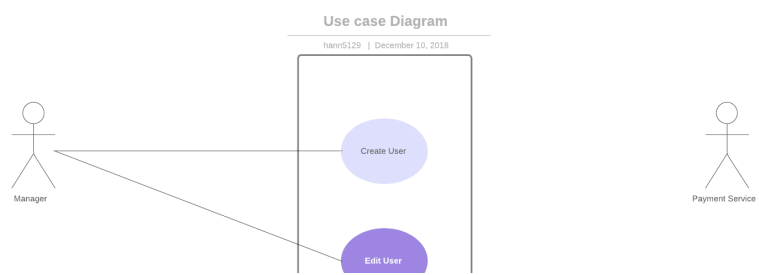 Use case Diagram
hann5129 | December 10, 2018
Create User
Manager
Payment Service
Edit User